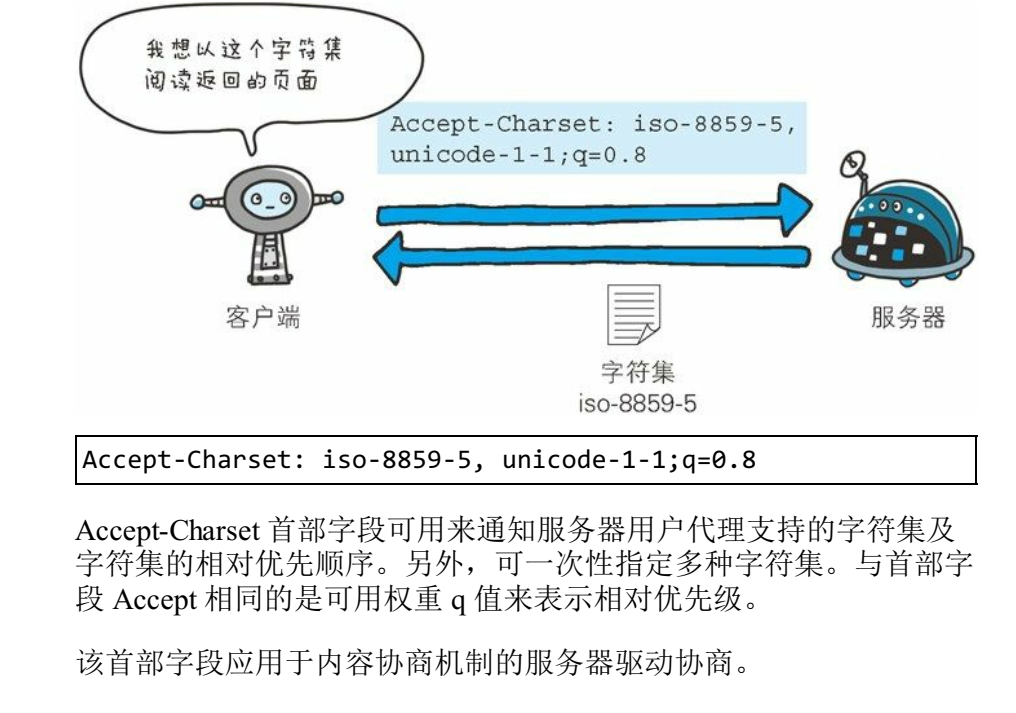 我想以这个字符集
阅读返回的页面
Accept-Charset: iso-8859-5,
unicode-1-1;q=0.8
客户端
服务器
字符集
iso-8859-5
Accept-Charset: iso-8859-5, unicode-1-1;q=0.8
Accept-Charset 首部字段可用来通知服务器用户代理支持的字符集及
字符集的相对优先顺序。另外，可一次性指定多种字符集。与首部字
段 Accept 相同的是可用权重 q 值来表示相对优先级。
该首部字段应用于内容协商机制的服务器驱动协商。